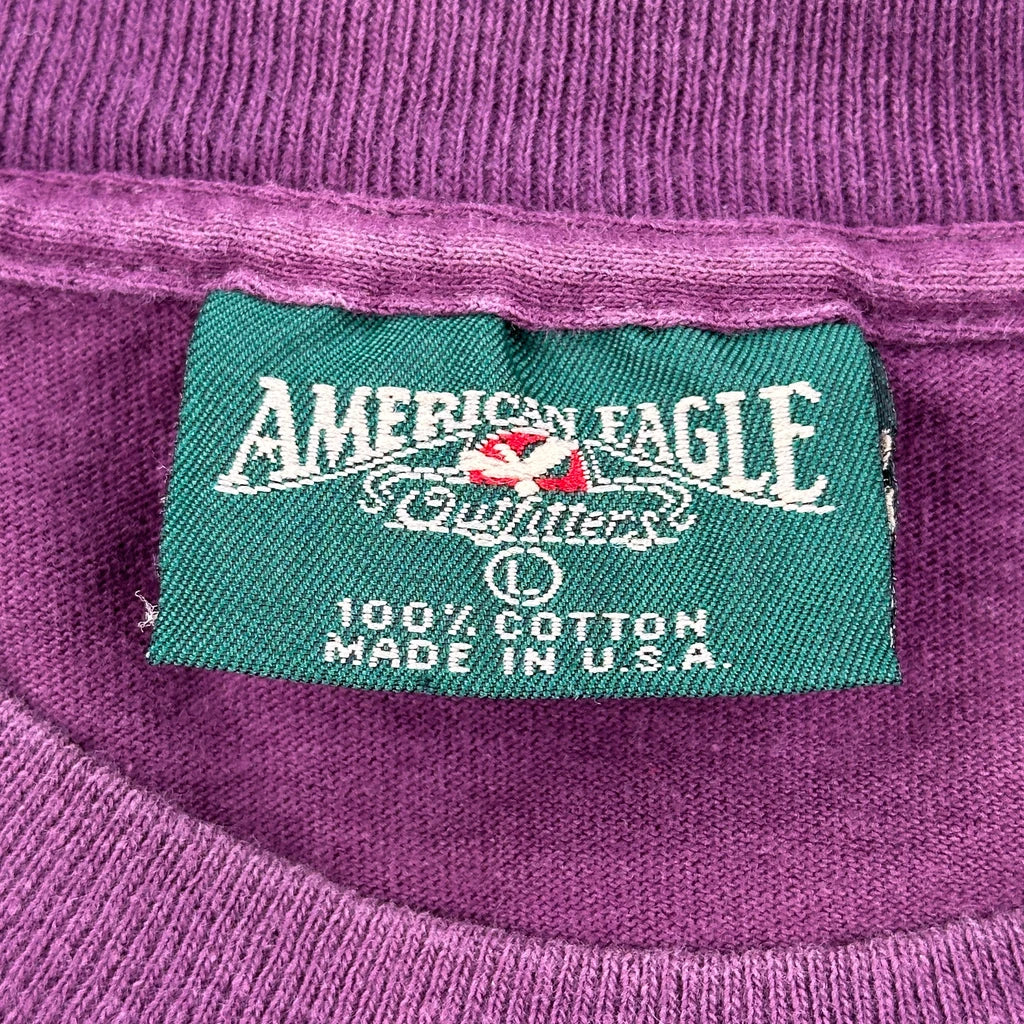 AMERICAN EAGLE
Outfitters
L
100% COTTON
MADE IN U.S.A.